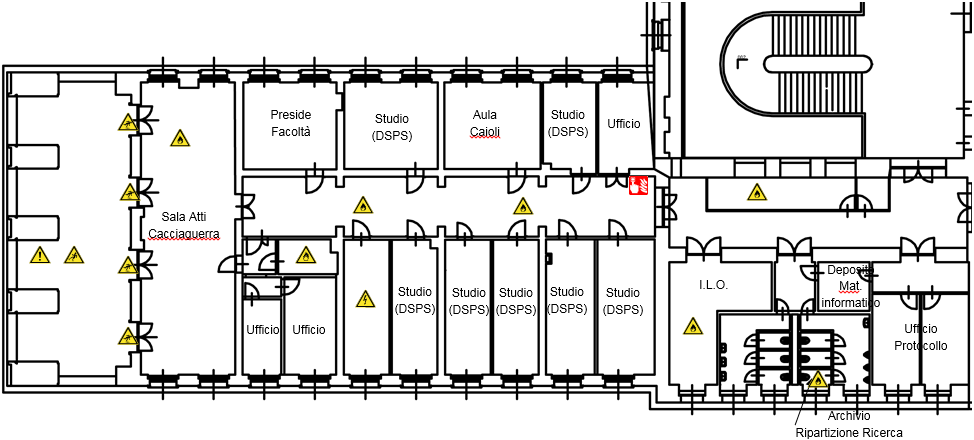 Preside
Facoltà
Studio
(DSPS)
Aula
Caioli
Studio
(DSPS)
Ufficio
Sala Atti
Cacciaguerra
Studio
(DSPS)
Studio
(DSPS)
Studio
(DSPS)
Studio
(DSPS)
Studio
(DSPS)
Ufficio
Ufficio
I.L.O.
Deposito
Mat.
informatico
Ufficio
Protocollo
Archivio
Ripartizione Ricerca